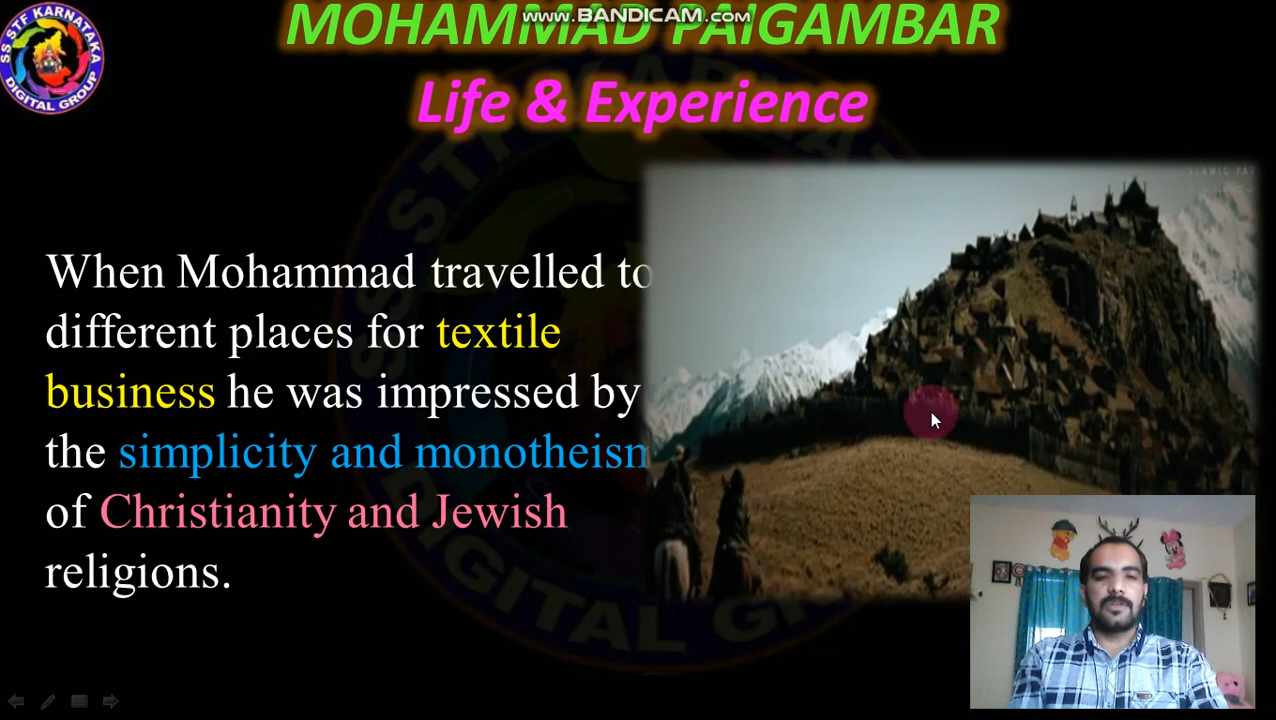 www.BANDICAM.com
MOHAMMAD PAIGAMBAR
Life & Experience
SS STF KARNATAKA
DIGITAL GROUP
When Mohammad travelled to
different places for textile
business he was impressed by
the simplicity and monotheism
of Christianity and Jewish
religions.